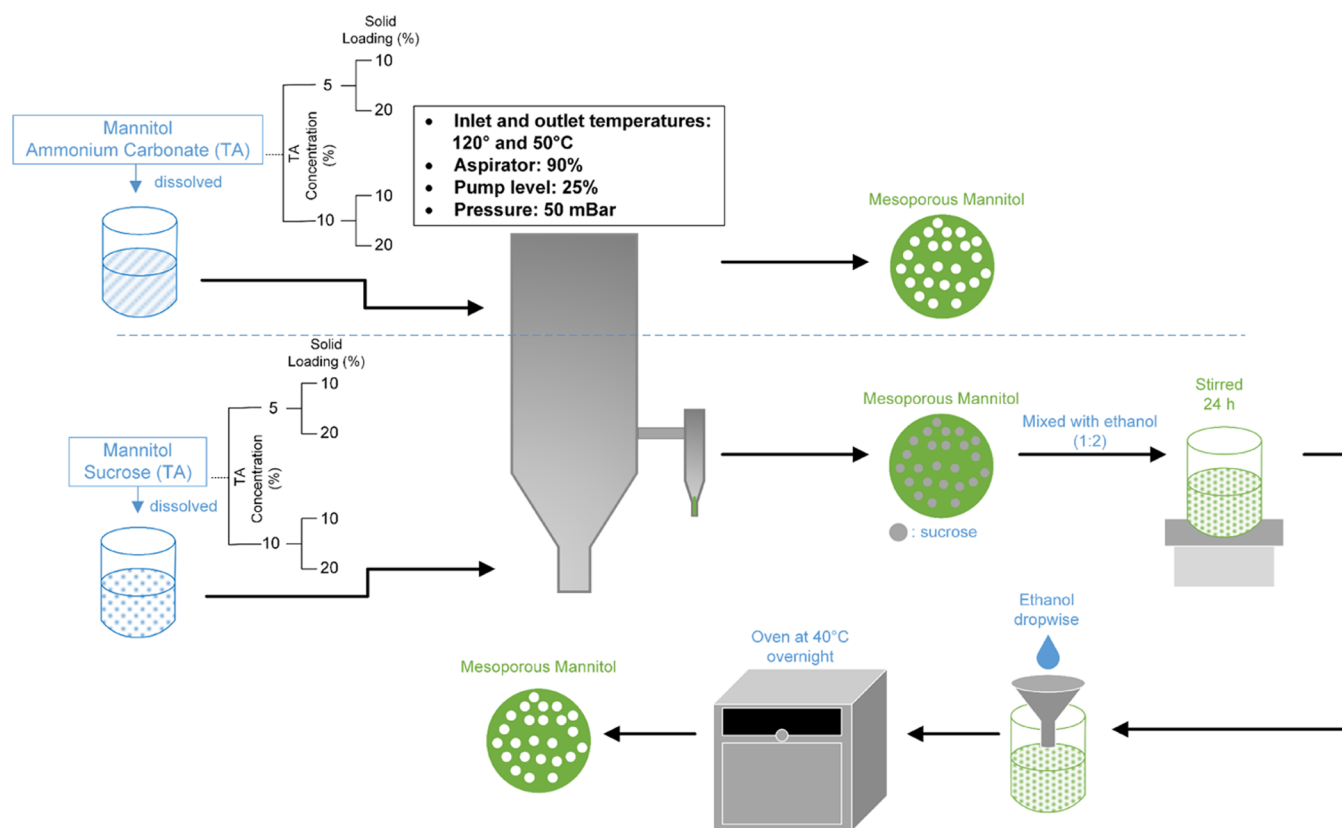 Solid
Loading (%)
10
5
20
TA
Concentration
(%)
10
10
20
Mannitol
Ammonium Carbonate (TA)
dissolved
• Inlet and outlet temperatures:
120° and 50°C
• Aspirator: 90%
• Pump level: 25%
• Pressure: 50 mBar
Mesoporous Mannitol
Solid
Loading (%)
10
5
20
TA
Concentration
(%)
10
10
20
Mannitol
Sucrose (TA)
dissolved
Mesoporous Mannitol
: sucrose
Mixed with ethanol
(1:2)
Stirred
24 h
Ethanol
dropwise
Oven at 40°C
overnight
Mesoporous Mannitol